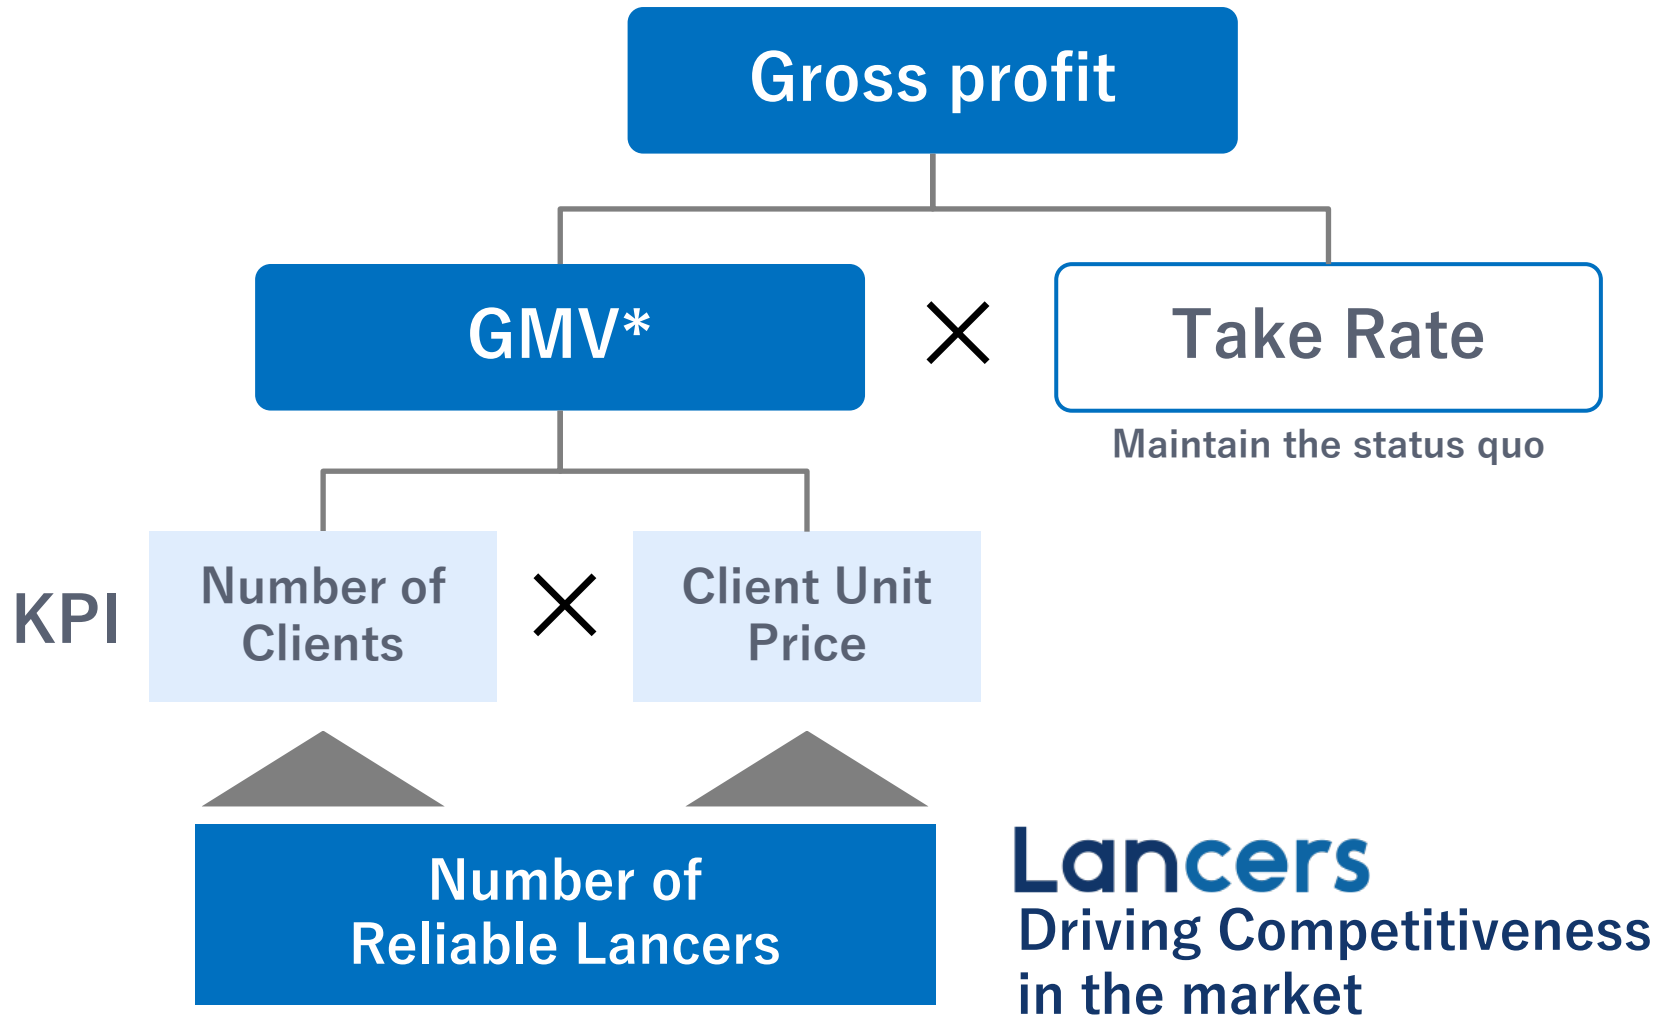 Gross profit
GMV*
Take Rate
Maintain the status quo
KPI
Number of
Clients
Client Unit
Price
Number of
Reliable Lancers
Lancers
Driving Competitiveness
in the market